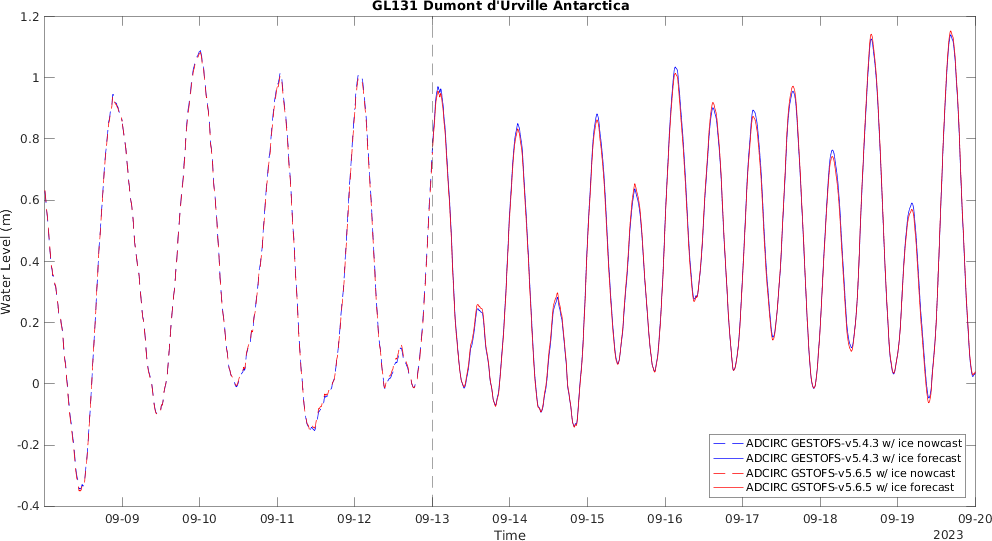 GL131 Dumont d'Urville Antarctica
1.2
1
0.8
0.6
0.4
0.2
0
-0.2
-0.4
Water Level (m)
ADCIRC GESTOFS-v5.4.3 w/ ice nowcast
ADCIRC GESTOFS-v5.4.3 w/ ice forecast
ADCIRC GSTOFS-v5.6.5 w/ ice nowcast
ADCIRC GSTOFS-v5.6.5 w/ ice forecast
09-09 09-10 09-11 09-12 09-13 09-14 09-15 09-16 09-17 09-18 09-19 09-20
Time
2023